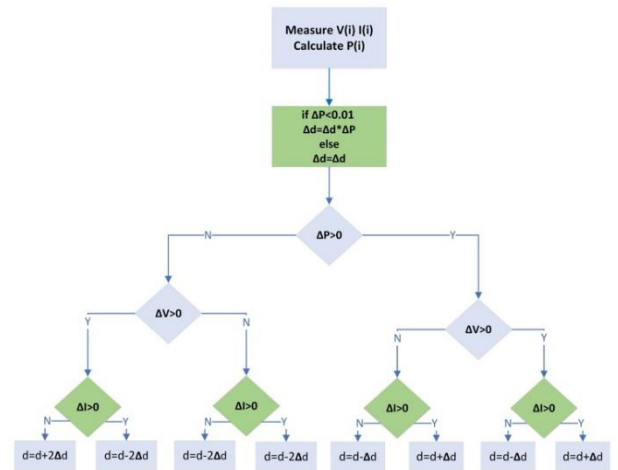 Measure V(i) I(i)
Calculate P(i)
if ΔP<0.01
Δd=Δd*ΔP
else
Δd=Δd
ΔP>0
N
Y
ΔV>0
ΔV>0
Y
N
N
Y
ΔI>0
ΔI>0
ΔI>0
ΔI>0
N
Y
N
Y
N
Y
N
Y
d=d+2Δd
d=d-2Δd
d=d-2Δd
d=d-2Δd
d=d-Δd
d=d+Δd
d=d-Δd
d=d+Δd